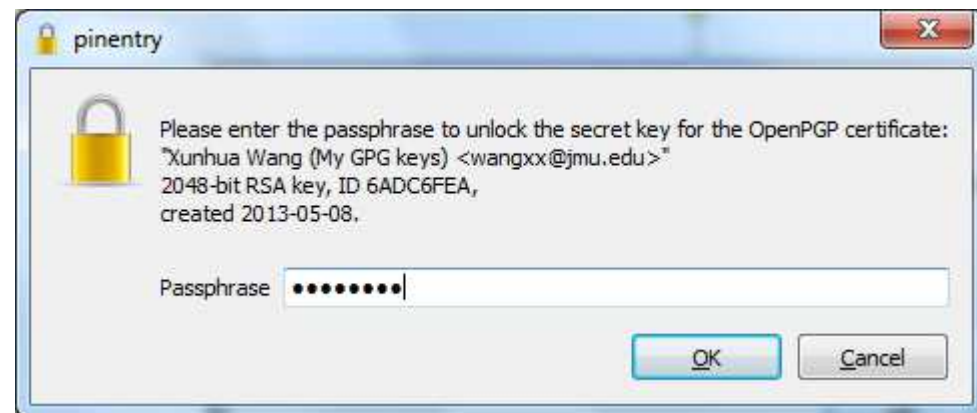 pinentry
Please enter the passphrase to unlock the secret key for the OpenPGP certificate:
"Xunhua Wang (My GPG keys) <wangxx@jmu.edu>"
2048-bit RSA key, ID 6ADC6FEA,
created 2013-05-08.
Passphrase ••••••••
OK Cancel